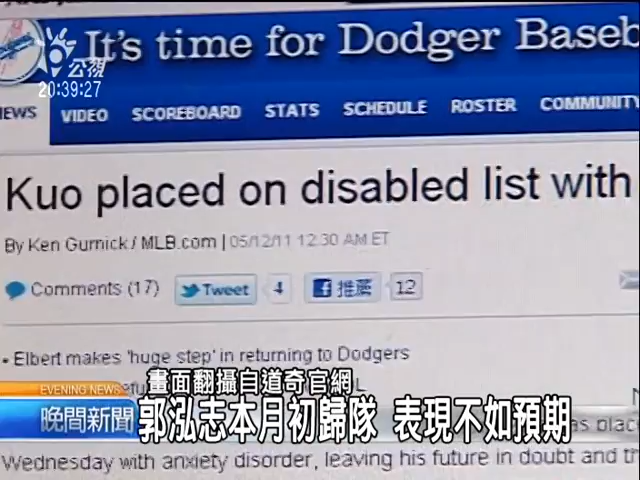 It's time for Dodger Baseb
公視
20:39:27
NEWS VIDEO SCOREBOARD STATS SCHEDULE ROSTER COMMUNITY
Kuo placed on disabled list with
By Ken Gurnick / MLB.com | 05/12/11 12:30 AM ET
Comments (17) Tweet 4 推薦 12
• Elbert makes 'huge step' in returning to Dodgers
EVENING NEWS
畫面翻攝自道奇官網
晚間新聞
郭泓志本月初歸隊 表現不如預期
as plac
Wednesday with anxiety disorder, leaving his future in doubt and th